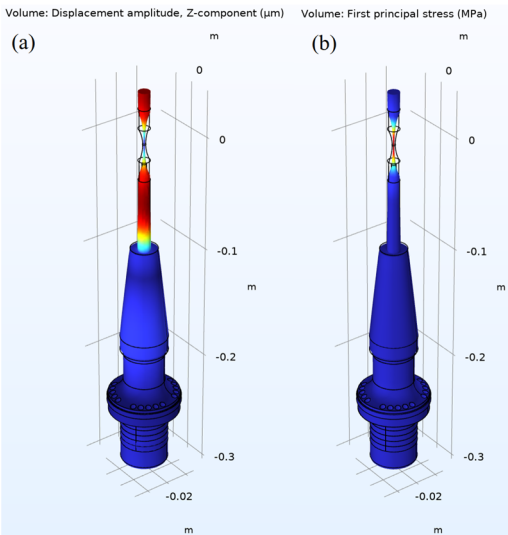 Volume: Displacement amplitude, Z-component (μm)
(a)
m
0
0
-0.1
m
-0.2
-0.3
-0.02
m
Volume: First principal stress (MPa)
(b)
m
0
0
-0.1
m
-0.2
-0.3
-0.02
m